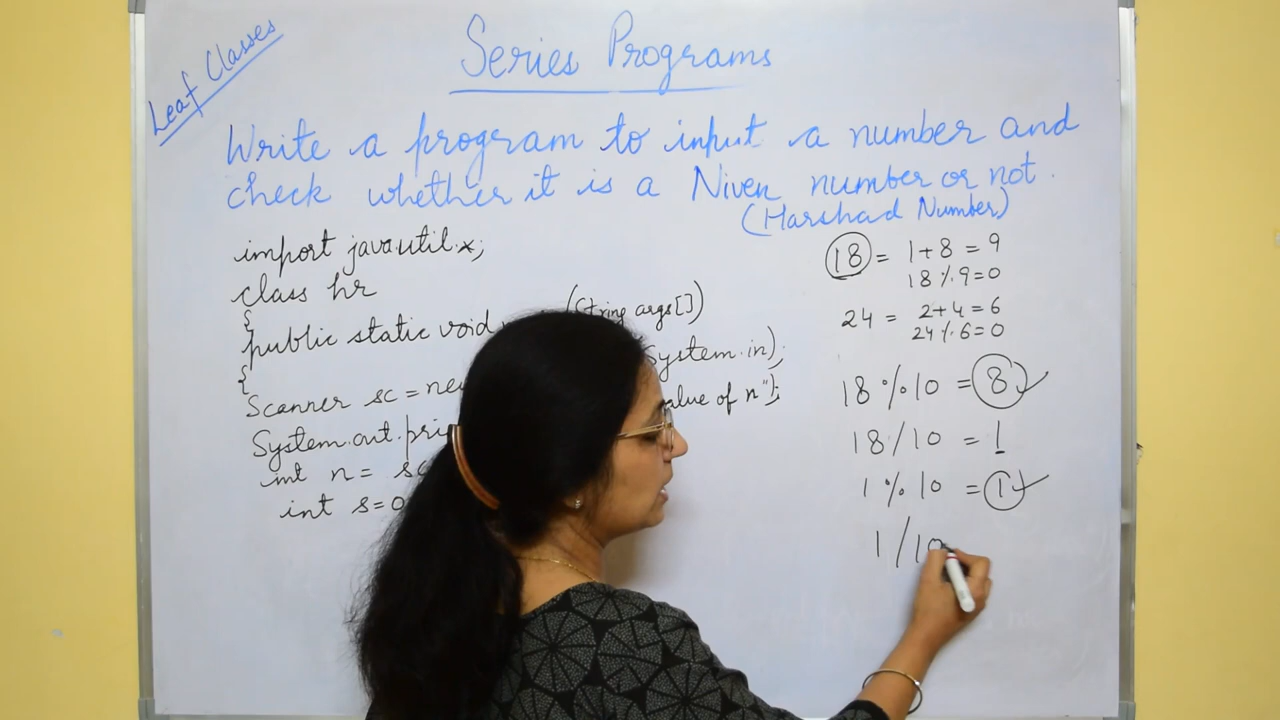 Leaf Classes
Series Programs
Write a program to input a number and
check whether it is a Niven number or not.
(Harshad Number)
import java.util.*;
class hr
{
public static void (String args[])
{
Scanner sc = new System.in);
System.out.pri value of n");
int n = sc
int s=0
18 = 1+8 = 9
18%9=0
24 = 2+4=6
24%6=0
18%10 = 8
18/10 = 1
1%10 = 1
1/10